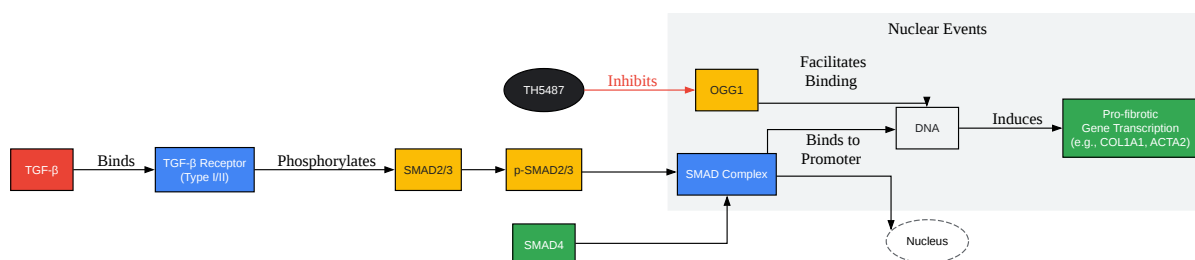 Nuclear Events
Facilitates
Binding
TH5487
Inhibits
OGG1
DNA
Induces
Pro-fibrotic
Gene Transcription
(e.g., COL1A1, ACTA2)
Binds to
Promoter
TGF-β
Binds
TGF-β Receptor
(Type I/II)
Phosphorylates
SMAD2/3
p-SMAD2/3
SMAD Complex
SMAD4
Nucleus